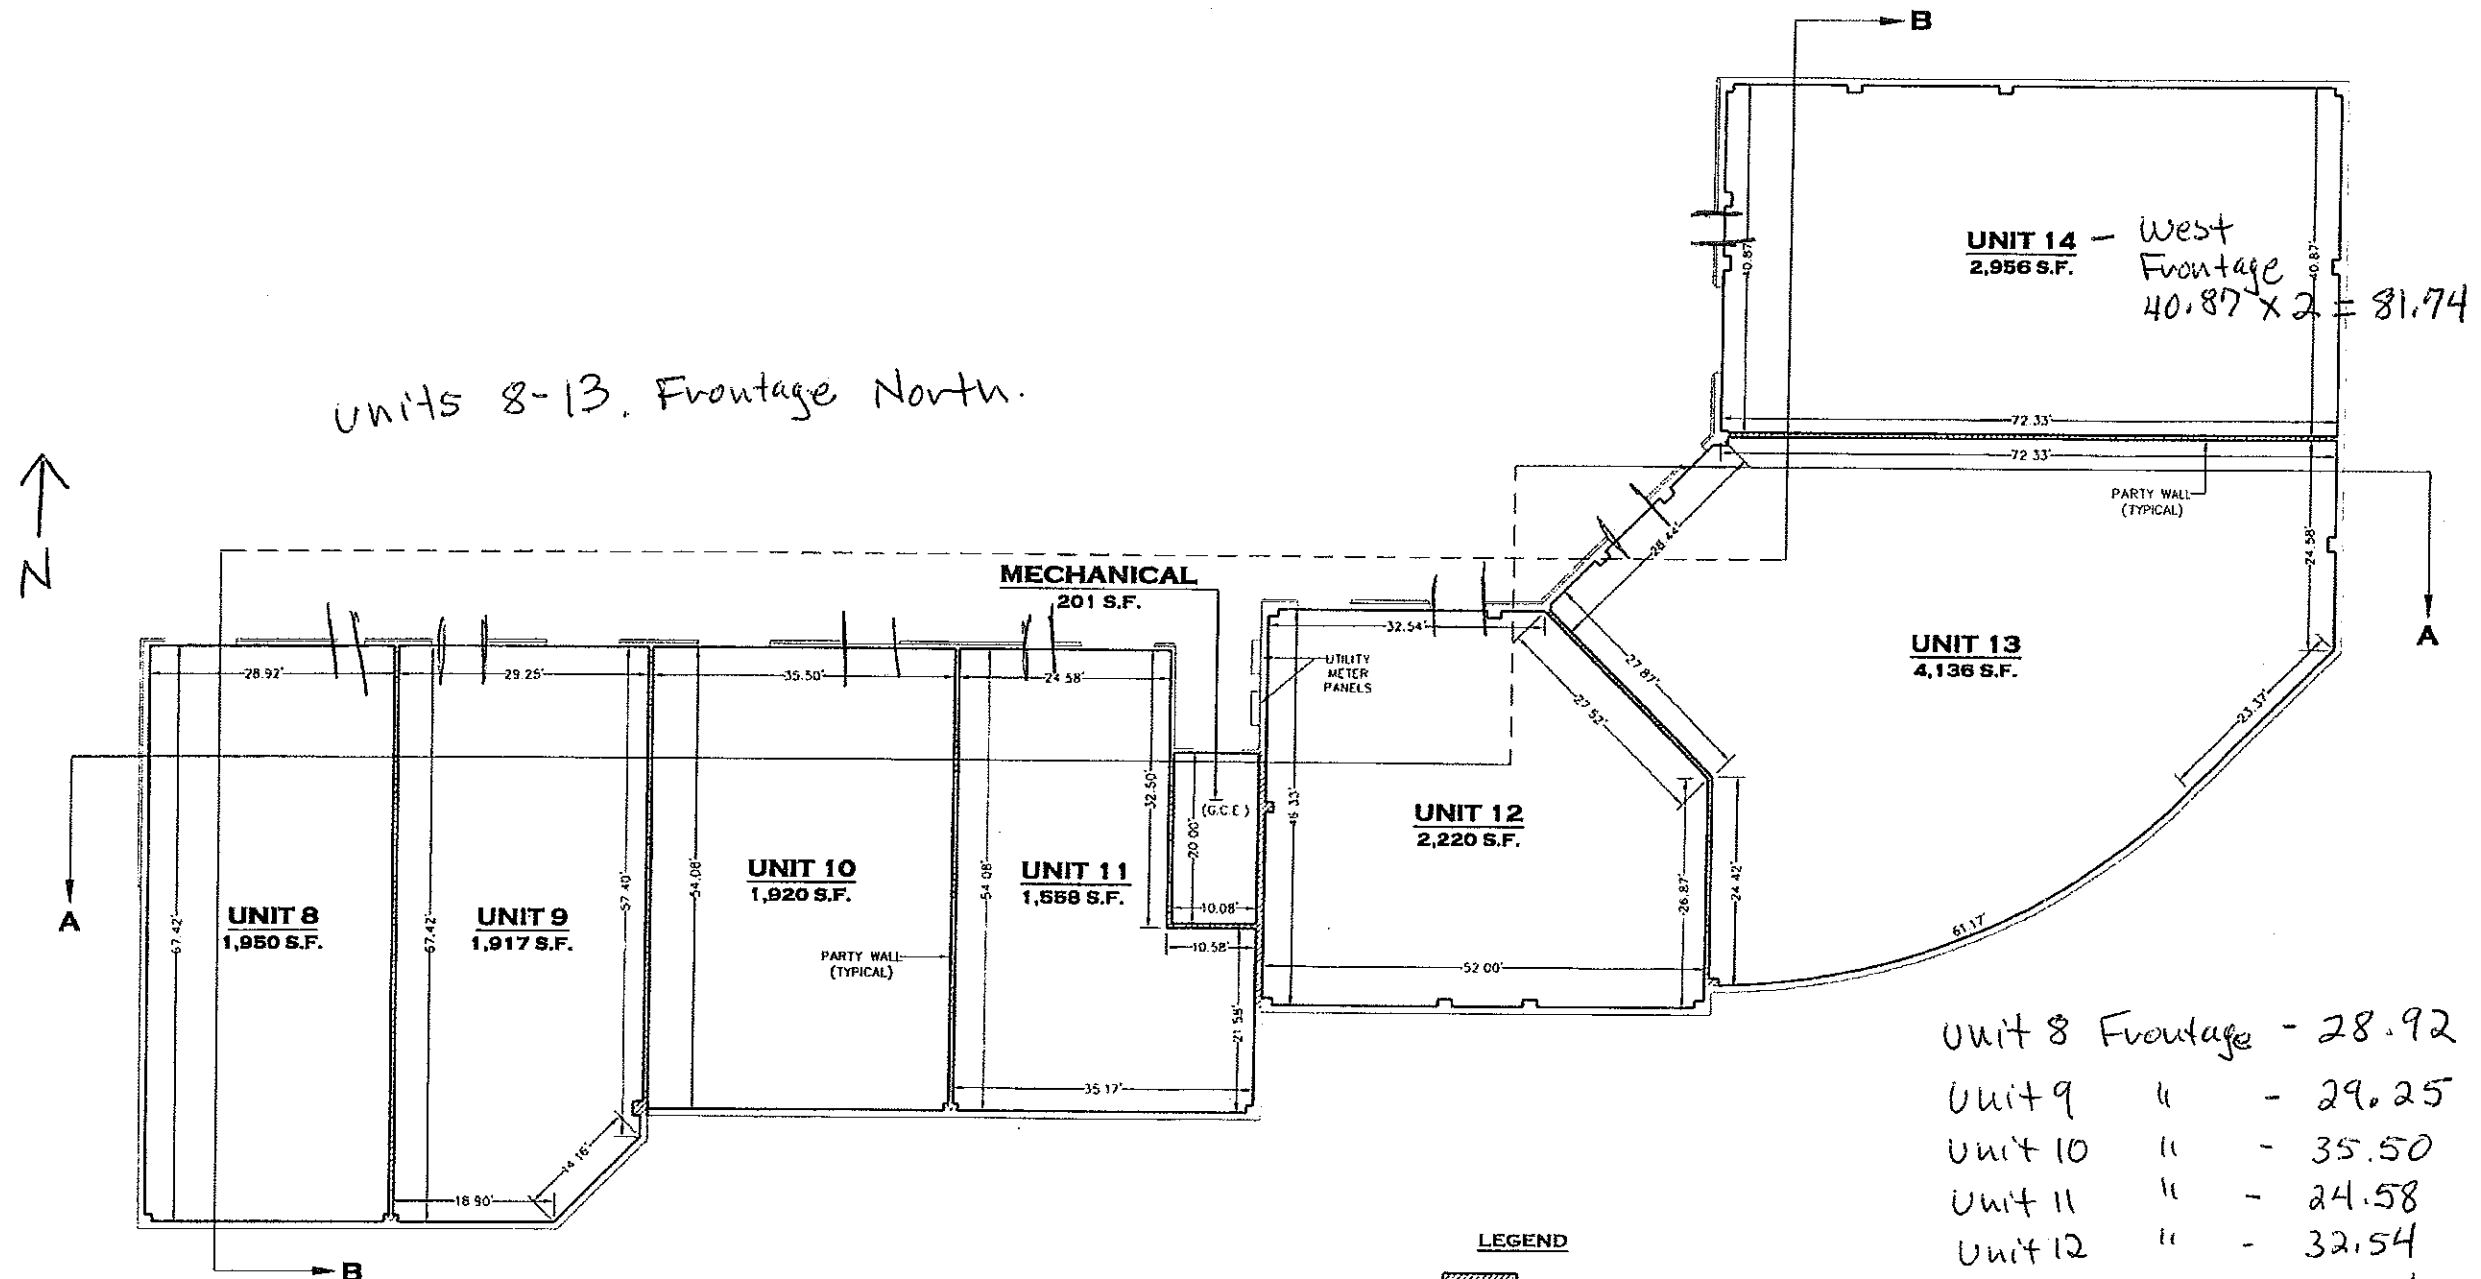 B
UNIT 14 - West
2,956 S.F. Frontage
40.87 x 2 = 81.74
40.87'
40.87'
units 8-13. Frontage North.
72.33'
72.33'
PARTY WALL
(TYPICAL)
N
24.58'
28.44'
MECHANICAL
201 S.F.
A
UNIT 13
4,136 S.F.
32.54'
28.92'
29.25'
35.50'
24.58'
UTILITY
METER
PANELS
27.87'
27.52'
23.37'
32.50'
(G.C.E.)
20.00'
UNIT 12
2,220 S.F.
UNIT 10
1,920 S.F.
UNIT 11
1,558 S.F.
54.08'
54.08'
57.40'
26.87'
24.42'
A
UNIT 8
1,950 S.F.
UNIT 9
1,917 S.F.
67.42'
67.42'
10.08'
10.58'
61.17'
PARTY WALL
(TYPICAL)
52.00'
21.58'
35.17'
14.16'
18.90'
Unit 8 Frontage - 28.92
Unit 9 " - 29.25
Unit 10 " - 35.50
Unit 11 " - 24.58
Unit 12 " - 32.54
LEGEND
B